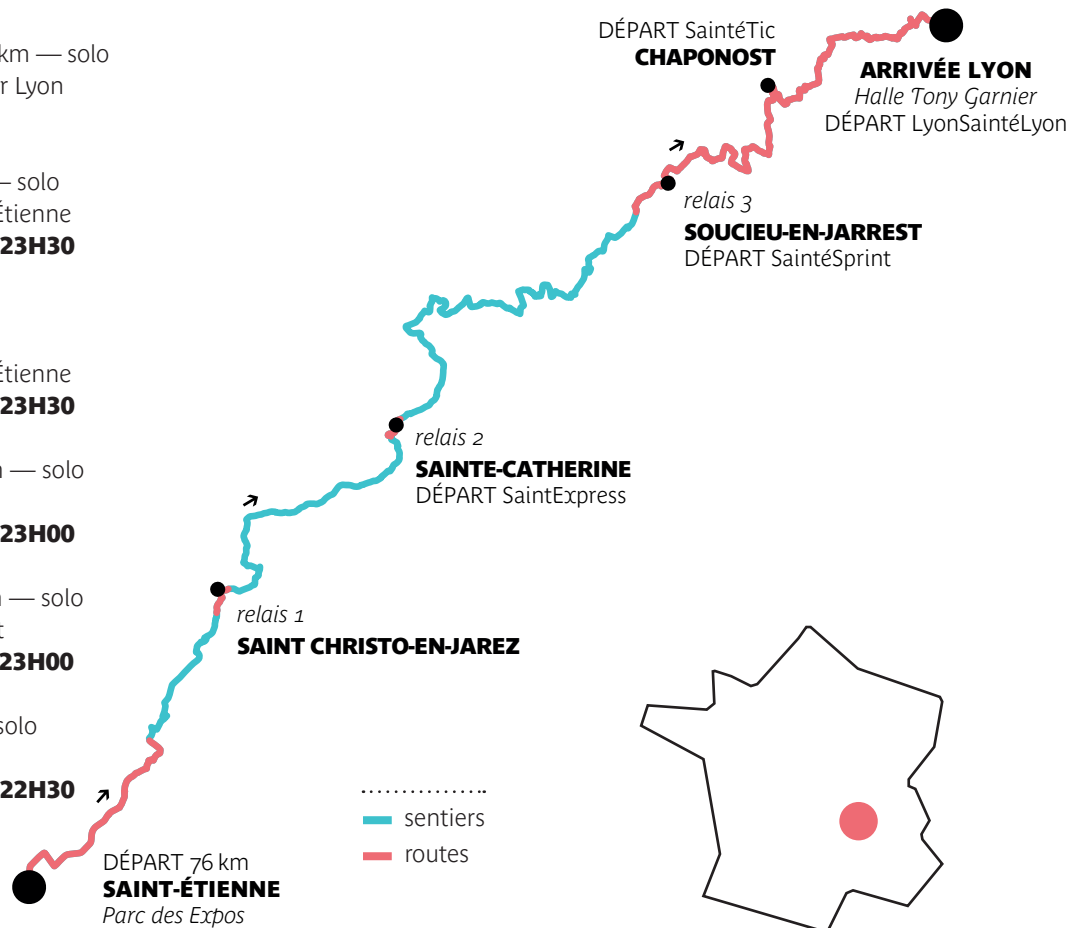 km — solo
r Lyon
— solo
Étienne
23H30
Étienne
23H30
— solo
23H00
— solo
t
23H00
solo
22H30
DÉPART SaintéTic
CHAPONOST
ARRIVÉE LYON
Halle Tony Garnier
DÉPART LyonSaintéLyon
relais 3
SOUCIEU-EN-JARREST
DÉPART SaintéSprint
relais 2
SAINTE-CATHERINE
DÉPART SaintExpress
relais 1
SAINT CHRISTO-EN-JAREZ
sentiers
routes
DÉPART 76 km
SAINT-ÉTIENNE
Parc des Expos